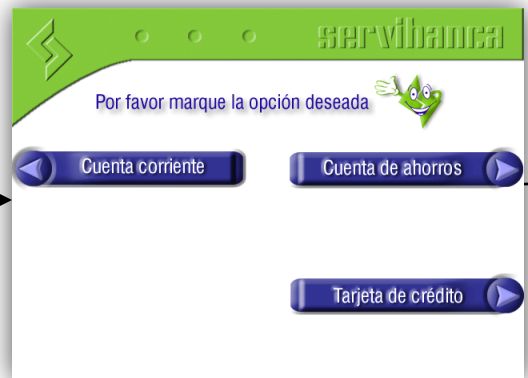 servibanca
Por favor marque la opción deseada
Cuenta corriente
Cuenta de ahorros
Tarjeta de crédito